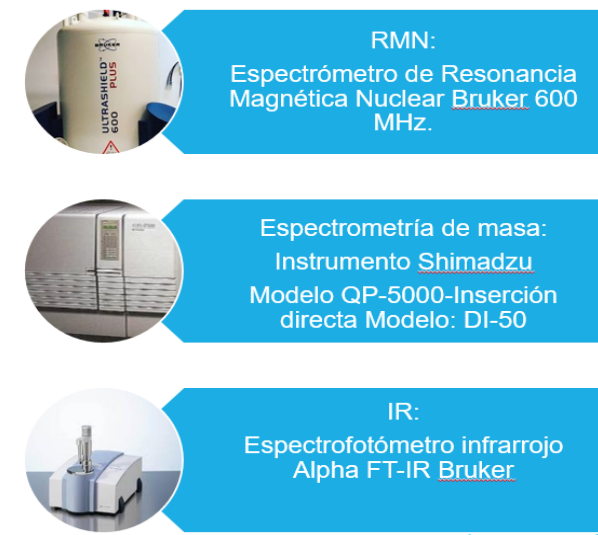 BRUKER
ULTRASHIELD™
600 PLUS
RMN:
Espectrómetro de Resonancia
Magnética Nuclear Bruker 600
MHz.
Espectrometría de masa:
Instrumento Shimadzu
Modelo QP-5000-Inserción
directa Modelo: DI-50
IR:
Espectrofotómetro infrarrojo
Alpha FT-IR Bruker